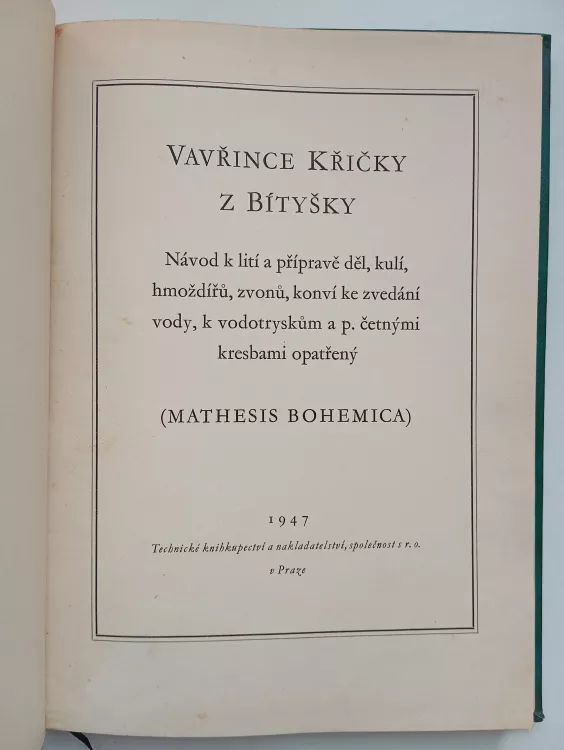 Vavřince Křičky
z Bítyšky
Návod k lití a přípravě děl, kulí,
hmoždířů, zvonů, konví ke zvedání
vody, k vodotryskům a p. četnými
kresbami opatřený
(MATHESIS BOHEMICA)
1947
Technické knihkupectví a nakladatelství, společnost s r. o.
v Praze